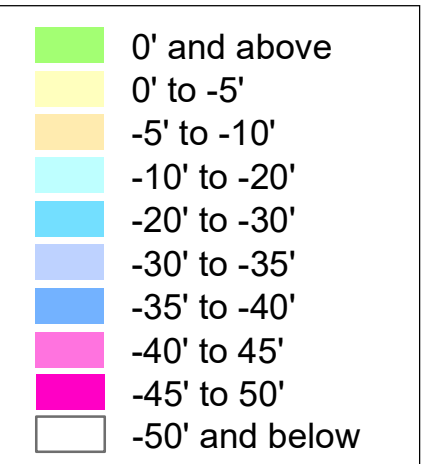 0' and above
0' to -5'
-5' to -10'
-10' to -20'
-20' to -30'
-30' to -35'
-35' to -40'
-40' to 45'
-45' to 50'
-50' and below